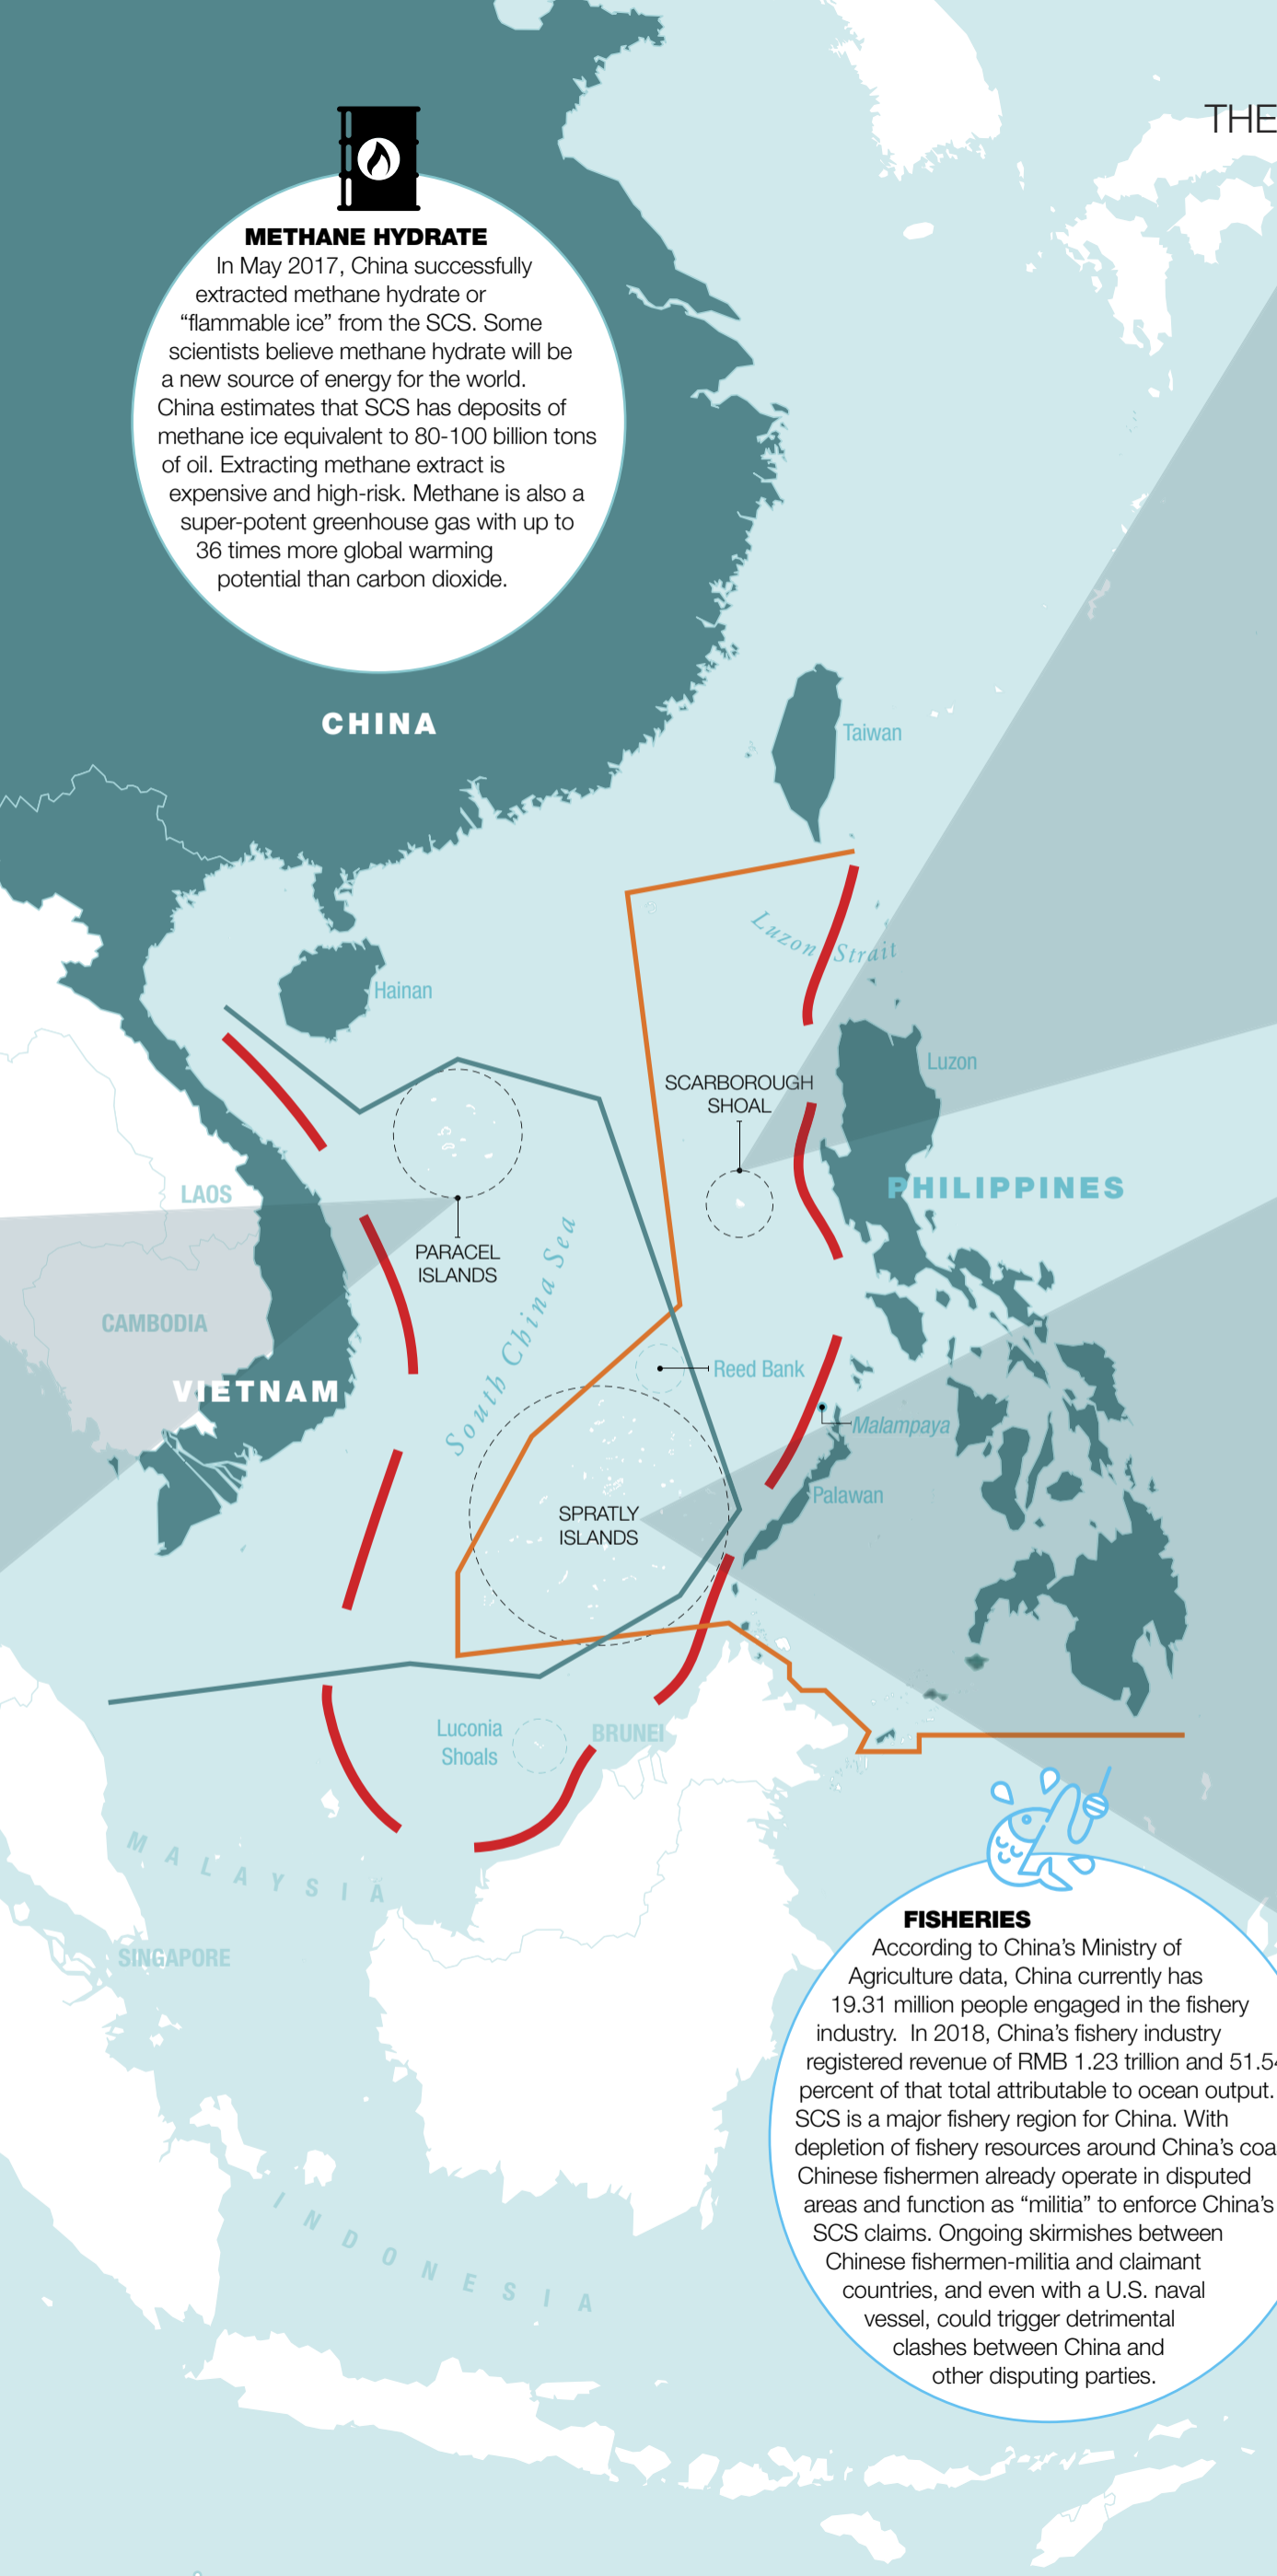 THE
METHANE HYDRATE
In May 2017, China successfully
extracted methane hydrate or
“flammable ice” from the SCS. Some
scientists believe methane hydrate will be
a new source of energy for the world.
China estimates that SCS has deposits of
methane ice equivalent to 80-100 billion tons
of oil. Extracting methane extract is
expensive and high-risk. Methane is also a
super-potent greenhouse gas with up to
36 times more global warming
potential than carbon dioxide.
CHINA
Taiwan
Luzon Strait
Hainan
Luzon
SCARBOROUGH
SHOAL
PHILIPPINES
LAOS
PARACEL
ISLANDS
South China Sea
CAMBODIA
VIETNAM
Reed Bank
Malampaya
Palawan
SPRATLY
ISLANDS
Luconia
Shoals
BRUNEI
MALAYSIA
SINGAPORE
INDONESIA
FISHERIES
According to China’s Ministry of
Agriculture data, China currently has
19.31 million people engaged in the fishery
industry.  In 2018, China’s fishery industry
registered revenue of RMB 1.23 trillion and 51.54
percent of that total attributable to ocean output.
SCS is a major fishery region for China. With
depletion of fishery resources around China’s coa
Chinese fishermen already operate in disputed
areas and function as “militia” to enforce China’s
SCS claims. Ongoing skirmishes between
Chinese fishermen-militia and claimant
countries, and even with a U.S. naval
vessel, could trigger detrimental
clashes between China and
other disputing parties.